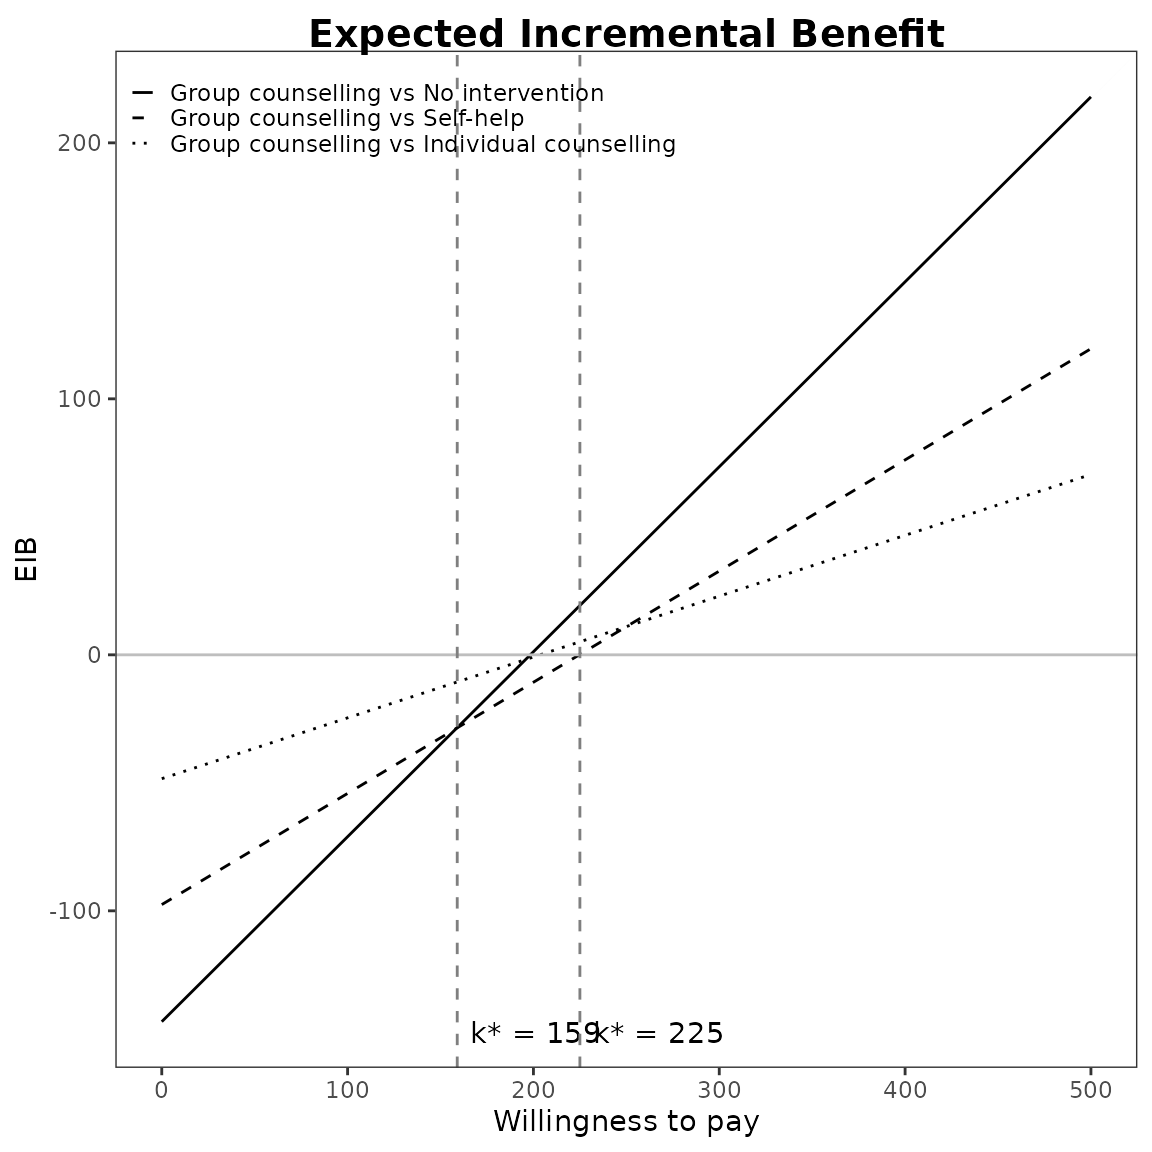 Expected Incremental Benefit
Group counselling vs No intervention
Group counselling vs Self-help
Group counselling vs Individual counselling
200
100
0
-100
EIB
k* = 159
k* = 225
0 100 200 300 400 500
Willingness to pay